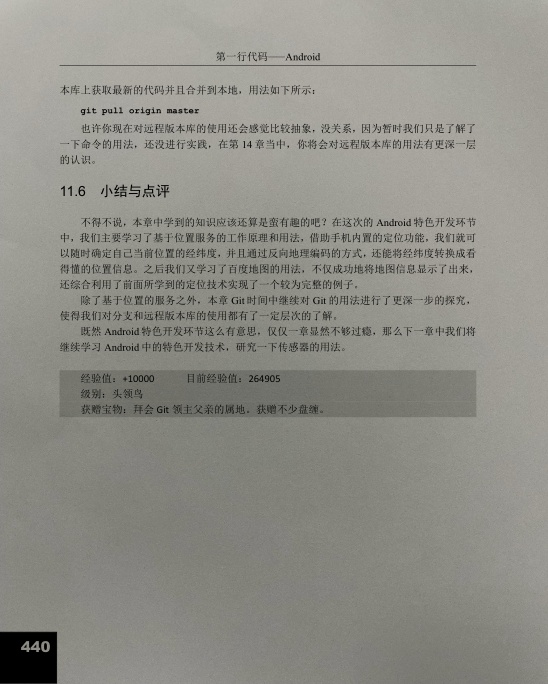 第一行代码——Android
本库上获取最新的代码并且合并到本地，用法如下所示：
git pull origin master
也许你现在对远程版本库的使用还会感觉比较抽象，没关系，因为暂时我们只是了解了
一下命令的用法，还没进行实践，在第 14 章当中，你将会对远程版本库的用法有更深一层
的认识。
11.6 小结与点评
不得不说，本章中学到的知识应该还算是蛮有趣的吧？在这次的 Android 特色开发环节
中，我们主要学习了基于位置服务的工作原理和用法，借助手机内置的定位功能，我们就可
以随时确定自己当前位置的经纬度，并且通过反向地理编码的方式，还能将经纬度转换成看
得懂的位置信息。之后我们又学习了百度地图的用法，不仅成功地将地图信息显示了出来，
还综合利用了前面所学到的定位技术实现了一个较为完整的例子。
除了基于位置的服务之外，本章 Git 时间中继续对 Git 的用法进行了更深一步的探究，
使得我们对分支和远程版本库的使用都有了一定层次的了解。
既然 Android 特色开发环节这么有意思，仅仅一章显然不够过瘾，那么下一章中我们将
继续学习 Android 中的特色开发技术，研究一下传感器的用法。
经验值：+10000 目前经验值：264905
级别：头领鸟
获赠宝物：拜会 Git 领主父亲的属地。获赠不少盘缠。
440